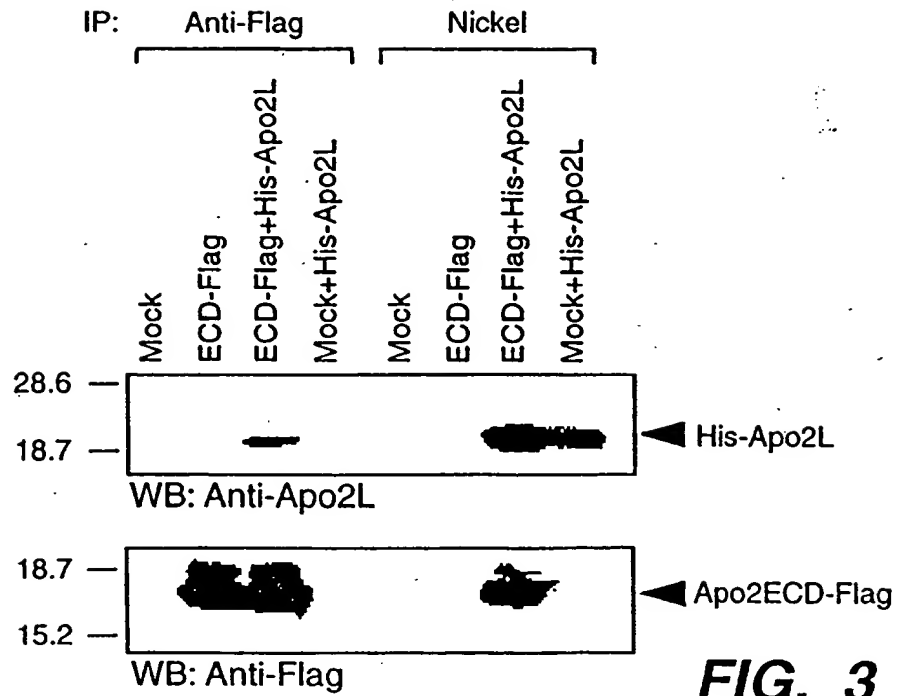 IP: Anti-Flag Nickel
Mock
ECD-Flag
ECD-Flag+His-Apo2L
Mock+His-Apo2L
Mock
ECD-Flag
ECD-Flag+His-Apo2L
Mock+His-Apo2L
28.6
18.7
His-Apo2L
WB: Anti-Apo2L
18.7
15.2
Apo2ECD-Flag
WB: Anti-Flag
FIG. 3